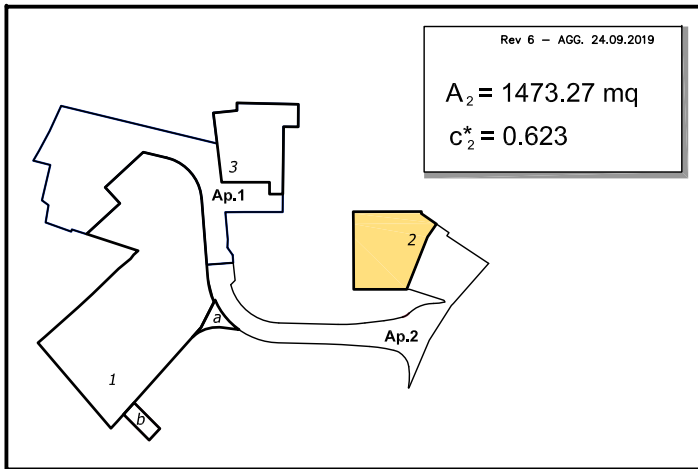 Rev 6 – AGG. 24.09.2019
A₂ = 1473.27 mq
c*₂ = 0.623
3
Ap.1
2
a
Ap.2
1
b